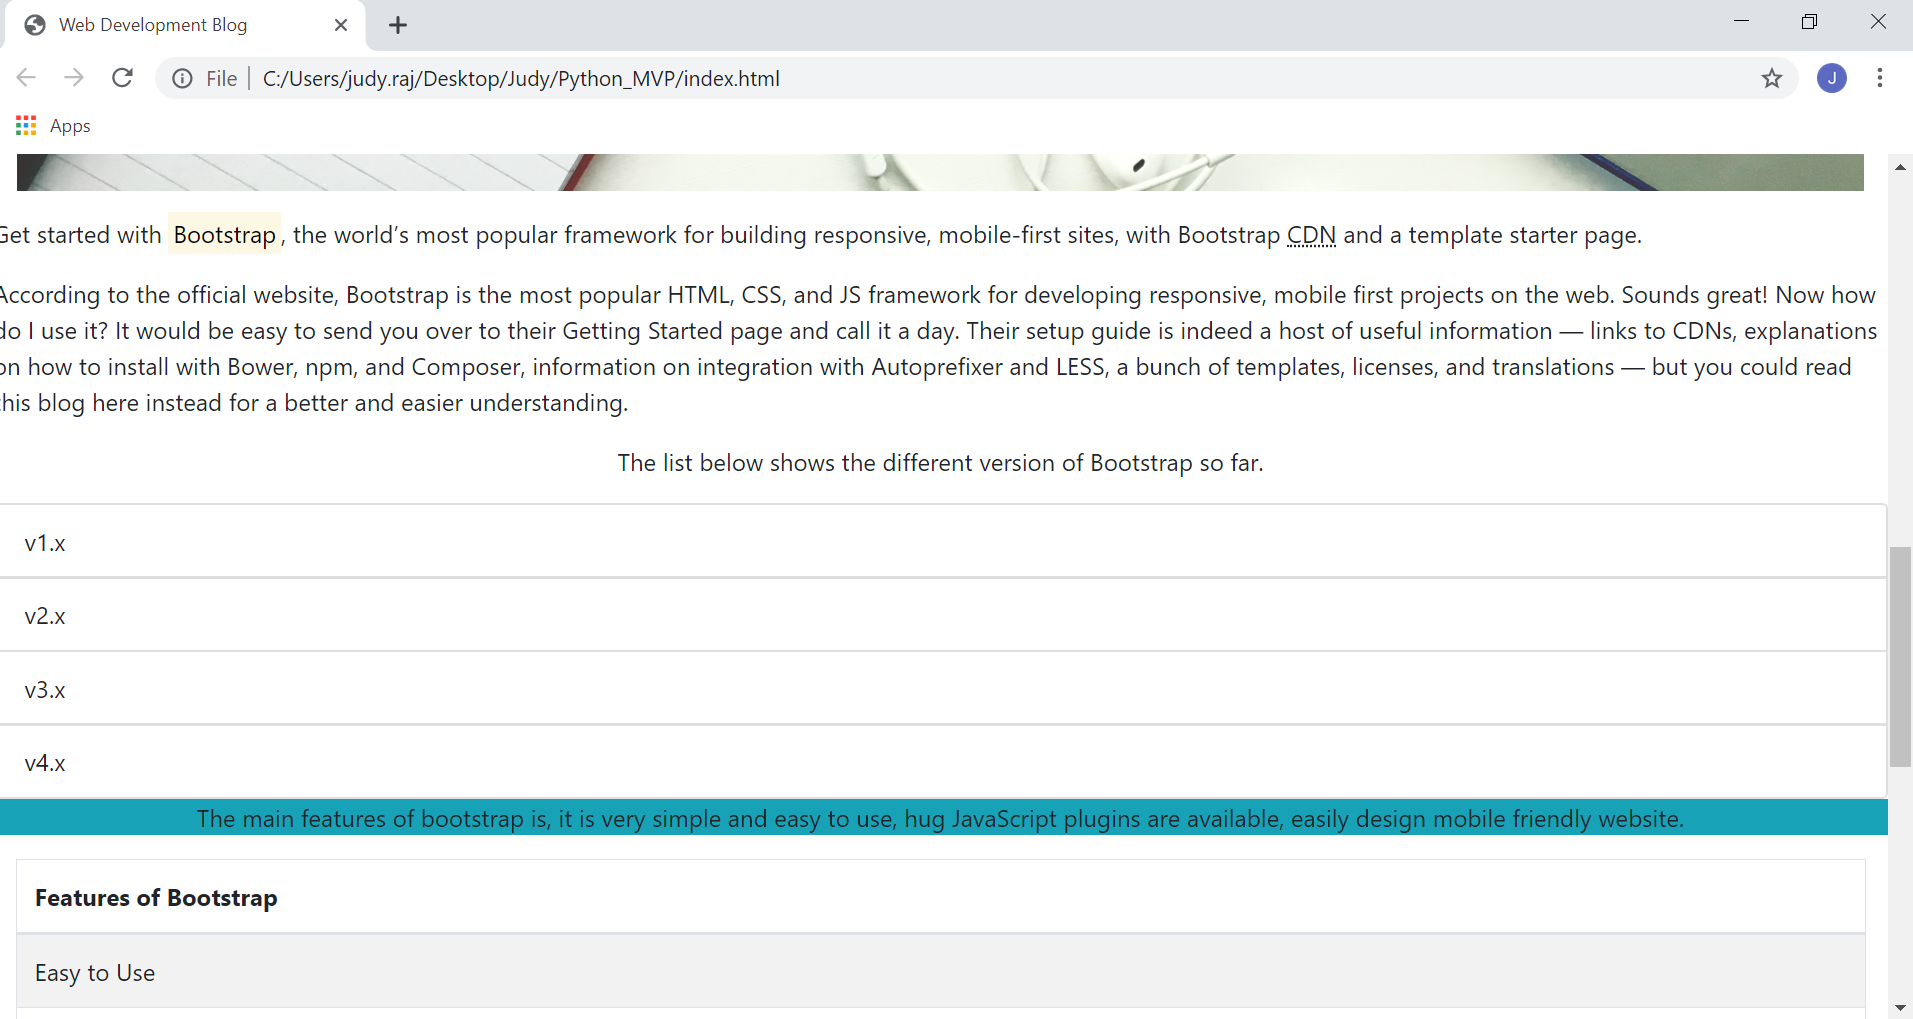 Web Development Blog
File C:/Users/judy.raj/Desktop/Judy/Python_MVP/index.html
J
Apps
Get started with Bootstrap, the world’s most popular framework for building responsive, mobile-first sites, with Bootstrap CDN and a template starter page.
According to the official website, Bootstrap is the most popular HTML, CSS, and JS framework for developing responsive, mobile first projects on the web. Sounds great! Now how
do I use it? It would be easy to send you over to their Getting Started page and call it a day. Their setup guide is indeed a host of useful information — links to CDNs, explanations
on how to install with Bower, npm, and Composer, information on integration with Autoprefixer and LESS, a bunch of templates, licenses, and translations — but you could read
this blog here instead for a better and easier understanding.
The list below shows the different version of Bootstrap so far.
v1.x
v2.x
v3.x
v4.x
The main features of bootstrap is, it is very simple and easy to use, hug JavaScript plugins are available, easily design mobile friendly website.
Features of Bootstrap
Easy to Use